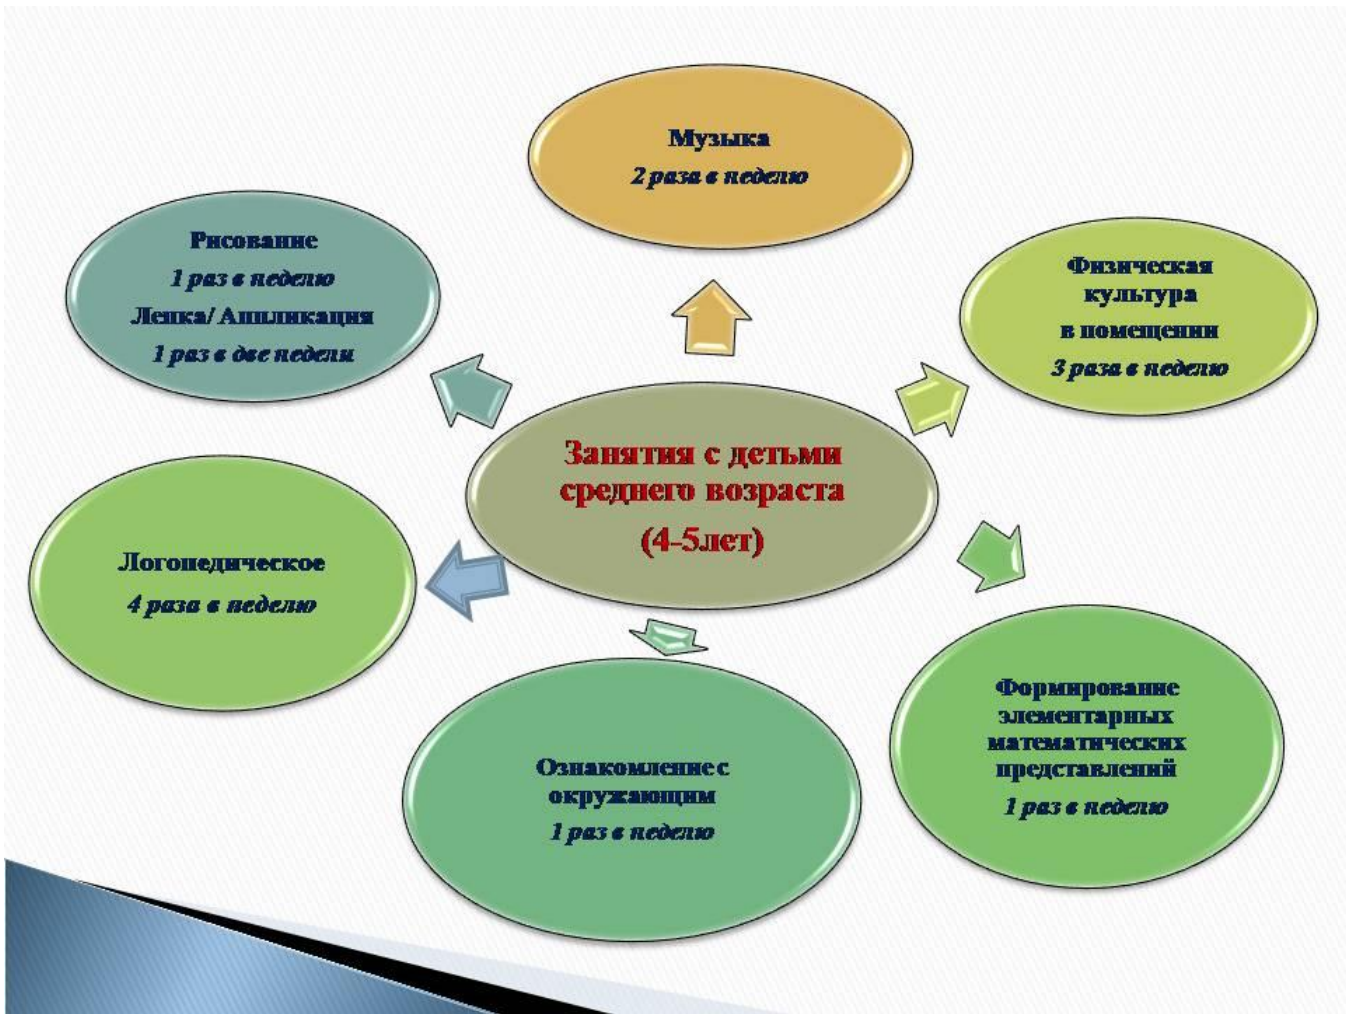 Музыка
2 раза в неделю
Рисование
1 раз в неделю
Лепка/ Аппликация
1 раз в две недели
Физическая
культура
в помещении
3 раза в неделю
Занятия с детьми
среднего возраста
(4-5лет)
Логопедическое
4 раза в неделю
Формирование
элементарных
математических
представлений
1 раз в неделю
Ознакомление с
окружающим
1 раз в неделю